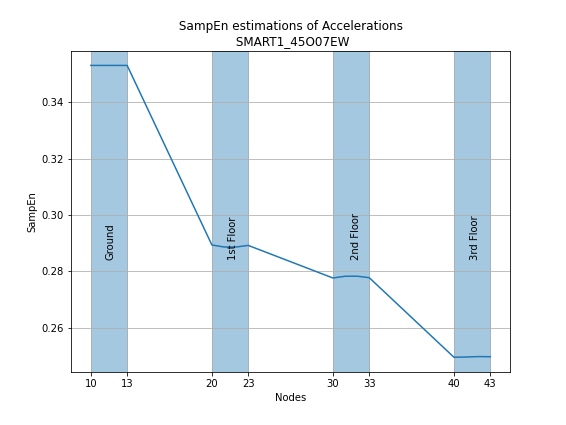 SampEn estimations of Accelerations
SMART1_45O07EW
0.34
0.32
0.30
0.28
0.26
SampEn
Ground
1st Floor
2nd Floor
3rd Floor
10 13 20 23 30 33 40 43
Nodes